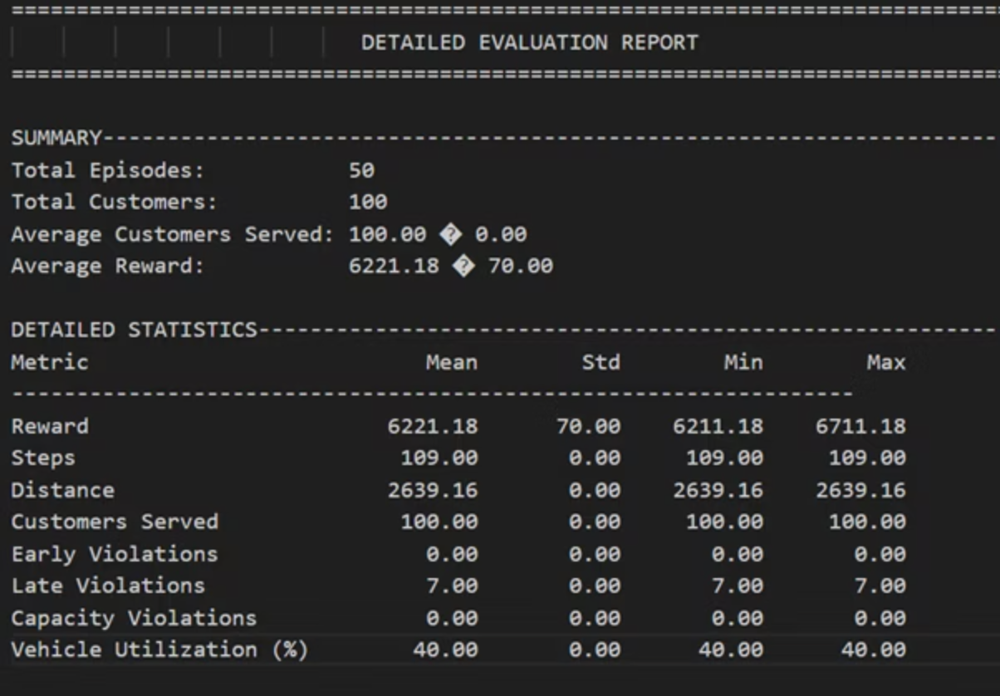 ================================================================================
DETAILED EVALUATION REPORT
================================================================================
SUMMARY----------------------------------------------------------------------
Total Episodes: 50
Total Customers: 100
Average Customers Served: 100.00 � 0.00
Average Reward: 6221.18 � 70.00
DETAILED STATISTICS---------------------------------------------------------
Metric Mean Std Min Max
-----------------------------------------------------------------
Reward 6221.18 70.00 6211.18 6711.18
Steps 109.00 0.00 109.00 109.00
Distance 2639.16 0.00 2639.16 2639.16
Customers Served 100.00 0.00 100.00 100.00
Early Violations 0.00 0.00 0.00 0.00
Late Violations 7.00 0.00 7.00 7.00
Capacity Violations 0.00 0.00 0.00 0.00
Vehicle Utilization (%) 40.00 0.00 40.00 40.00